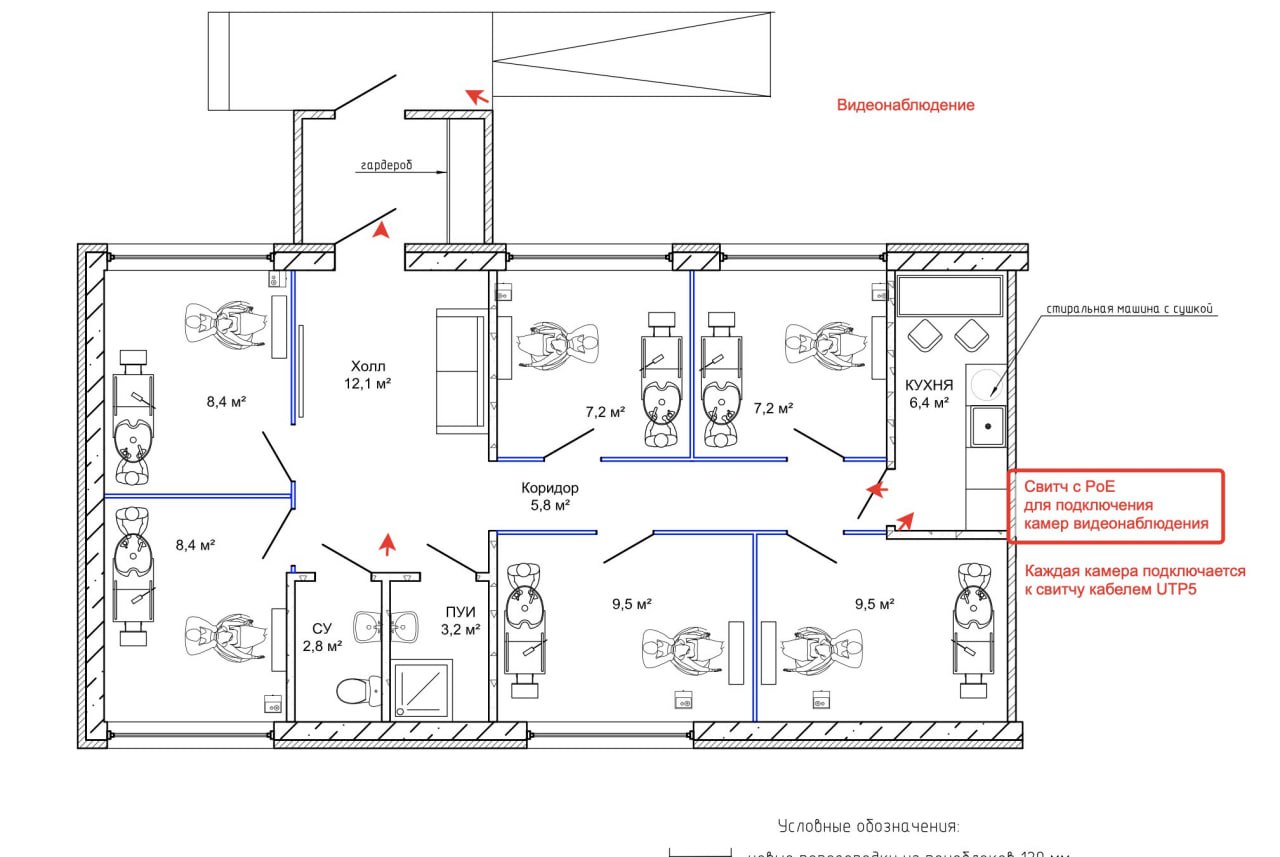 Видеонаблюдение
гардероб
стиральная машина с сушкой
Холл
12,1 м²
КУХНЯ
6,4 м²
8,4 м²
7,2 м²
7,2 м²
Коридор
5,8 м²
Свитч с PoE
для подключения
камер видеонаблюдения
8,4 м²
Каждая камера подключается
к свитчу кабелем UTP5
9,5 м²
9,5 м²
ПУИ
3,2 м²
СУ
2,8 м²
Условные обозначения: